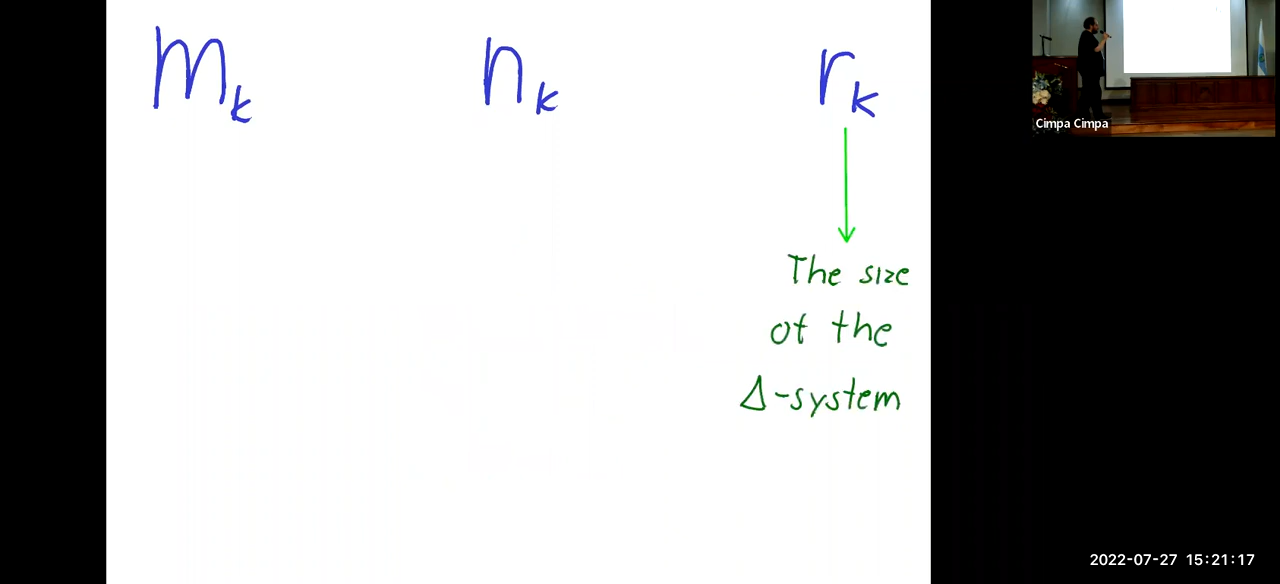 m_k n_k r_k
The size
of the
Δ-system
Cimpa Cimpa
2022-07-27 15:21:17